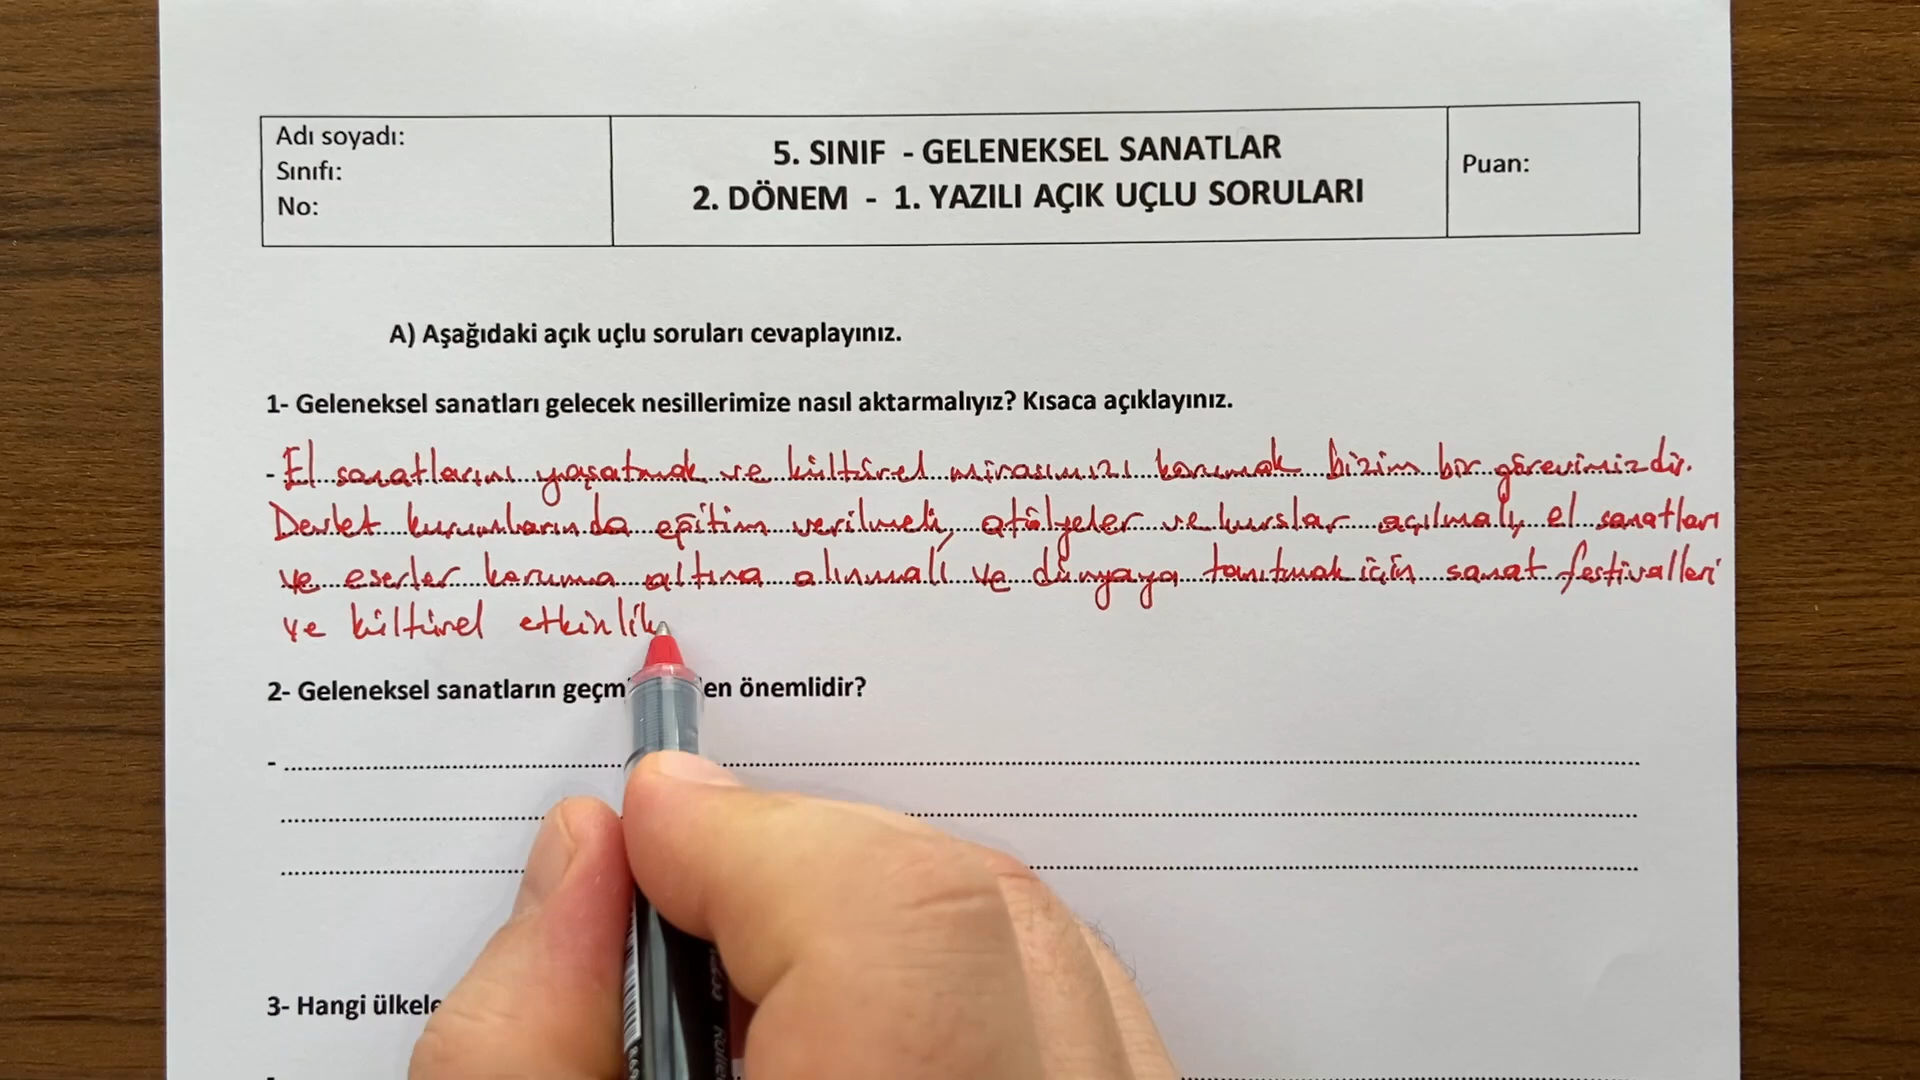 Adı soyadı:
Sınıfı:
No:
5. SINIF - GELENEKSEL SANATLAR
2. DÖNEM - 1. YAZILI AÇIK UÇLU SORULARI
Puan:
A) Aşağıdaki açık uçlu soruları cevaplayınız.
1- Geleneksel sanatları gelecek nesillerimize nasıl aktarmalıyız? Kısaca açıklayınız.
- El sanatlarını yaşatmak ve kültürel mirasımızı korumak bizim bir görevimizdir.
Devlet kurumlarında eğitim verilmeli, atölyeler ve kurslar açılmalı, el sanatları
ve eserler koruma altına alınmalı ve dünyaya tanıtmak için sanat festivalleri
ve kültürel etkinlik
2- Geleneksel sanatların geçm en önemlidir?
-
3- Hangi ülkele